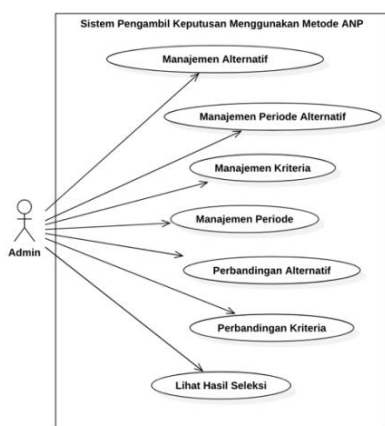 Sistem Pengambil Keputusan Menggunakan Metode ANP
Manajemen Alternatif
Manajemen Periode Alternatif
Manajemen Kriteria
Manajemen Periode
Admin
Perbandingan Alternatif
Perbandingan Kriteria
Lihat Hasil Seleksi